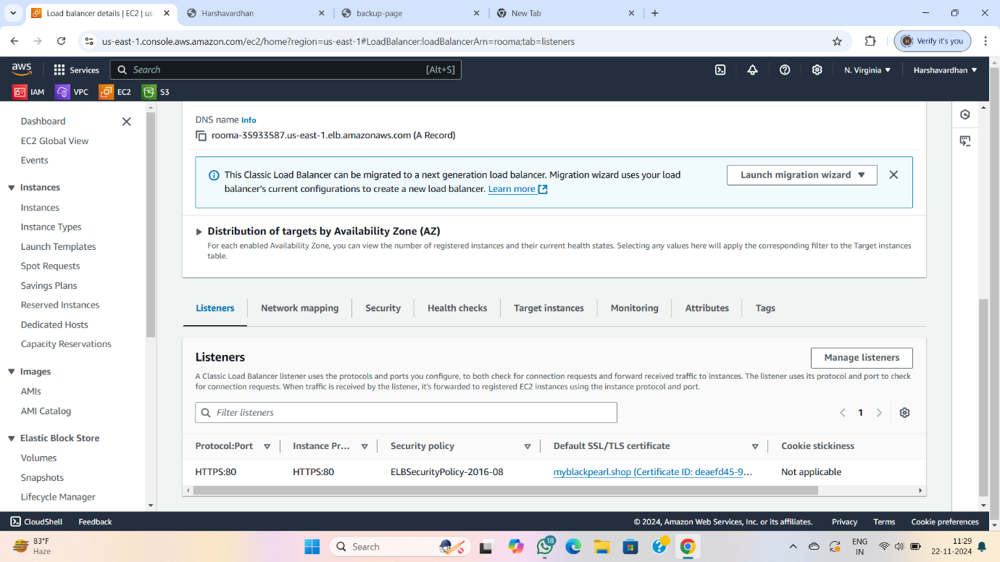 Load balancer details | EC2 | us-
Harshavardhan
backup-page
New Tab
us-east-1.console.aws.amazon.com/ec2/home?region=us-east-1#LoadBalancer:loadBalancerArn=rooma;tab=listeners
H
Verify it's you
aws
Services
Search
[Alt+S]
N. Virginia
Harshavardhan
IAM
VPC
EC2
S3
Dashboard
EC2 Global View
Events
Instances
Instances
Instance Types
Launch Templates
Spot Requests
Savings Plans
Reserved Instances
Dedicated Hosts
Capacity Reservations
Images
AMIs
AMI Catalog
Elastic Block Store
Volumes
Snapshots
Lifecycle Manager
DNS name Info
rooma-35933587.us-east-1.elb.amazonaws.com (A Record)
This Classic Load Balancer can be migrated to a next generation load balancer. Migration wizard uses your load
balancer's current configurations to create a new load balancer. Learn more
Launch migration wizard
Distribution of targets by Availability Zone (AZ)
For each enabled Availability Zone, you can view the number of registered instances and their current health states. Selecting any values here will apply the corresponding filter to the Target instances
table.
Listeners
Network mapping
Security
Health checks
Target instances
Monitoring
Attributes
Tags
Listeners
Manage listeners
A Classic Load Balancer listener uses the protocols and ports you configure, to both check for connection requests and forward received traffic to instances. The listener uses its protocol and port to check
for connection requests. When traffic is received by the listener, it's forwarded to registered EC2 instances using the instance protocol and port.
Filter listeners
1
Protocol:Port
Instance Pr...
Security policy
Default SSL/TLS certificate
Cookie stickiness
HTTPS:80
HTTPS:80
ELBSecurityPolicy-2016-08
myblackpearl.shop (Certificate ID: deaefd45-9...
Not applicable
CloudShell
Feedback
© 2024, Amazon Web Services, Inc. or its affiliates.
Privacy
Terms
Cookie preferences
83°F
Haze
Search
18
ENG
IN
11:29
22-11-2024